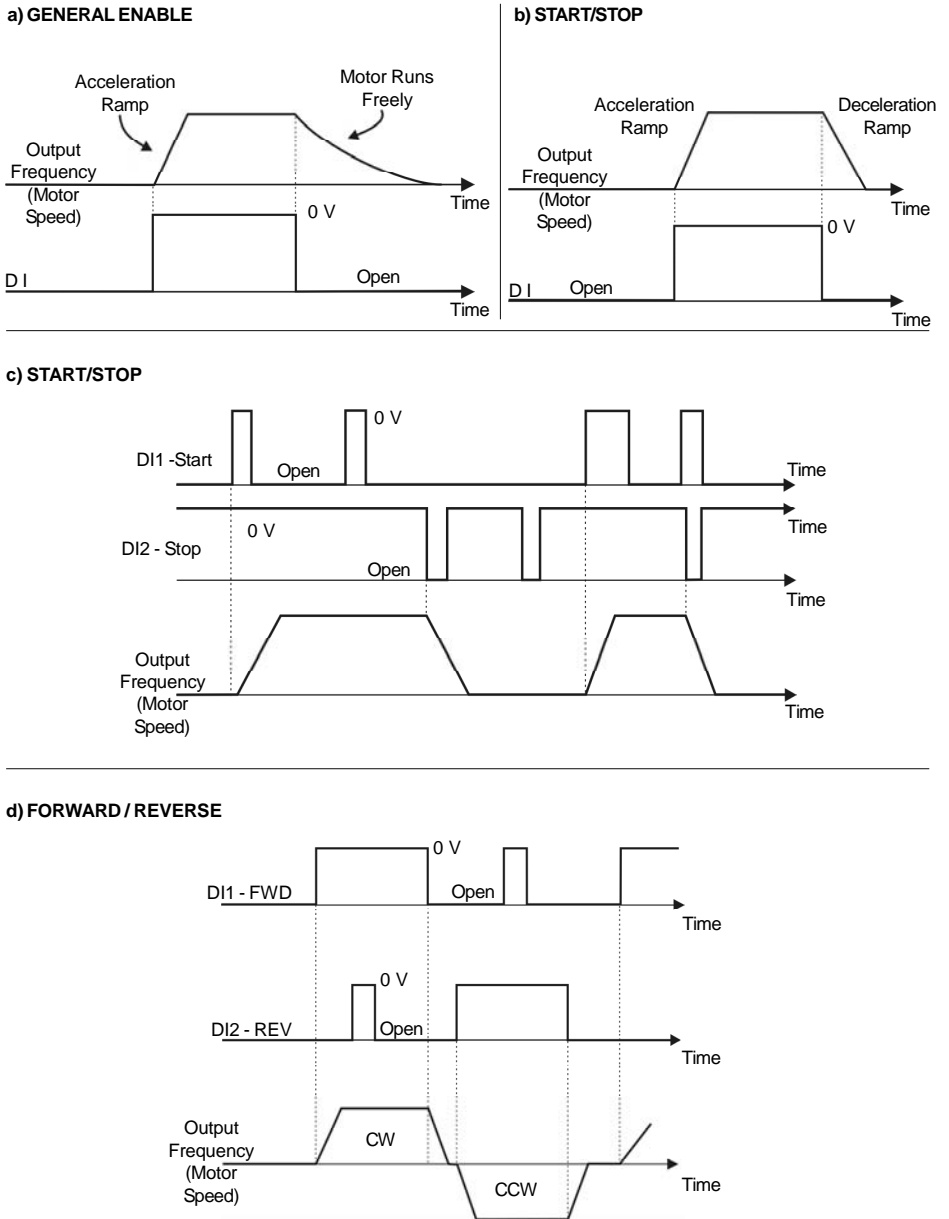 a) GENERAL ENABLE
Acceleration
Ramp
Motor Runs
Freely
Output
Frequency
(Motor
Speed)
Time
0 V
D I
Open
Time
b) START/STOP
Acceleration
Ramp
Deceleration
Ramp
Output
Frequency
(Motor
Speed)
Time
0 V
D I
Open
Time
c) START/STOP
0 V
DI1 -Start
Open
Time
0 V
Time
DI2 - Stop
Open
Time
Output
Frequency
(Motor
Speed)
Time
d) FORWARD / REVERSE
0 V
DI1 - FWD
Open
Time
0 V
DI2 - REV
Open
Time
Output
Frequency
(Motor
Speed)
CW
CCW
Time